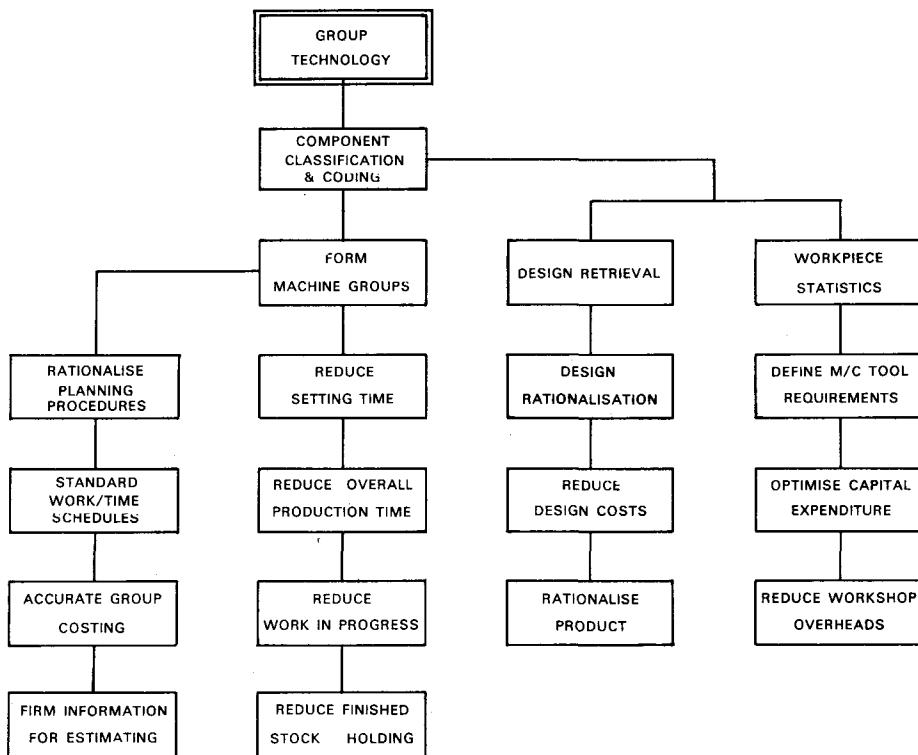 GROUP
TECHNOLOGY
COMPONENT
CLASSIFICATION
& CODING
FORM
MACHINE GROUPS
DESIGN RETRIEVAL
WORKPIECE
STATISTICS
RATIONALISE
PLANNING
PROCEDURES
REDUCE
SETTING TIME
DESIGN
RATIONALISATION
DEFINE M/C TOOL
REQUIREMENTS
STANDARD
WORK/TIME
SCHEDULES
REDUCE OVERALL
PRODUCTION TIME
REDUCE
DESIGN COSTS
OPTIMISE CAPITAL
EXPENDITURE
ACCURATE GROUP
COSTING
REDUCE
WORK IN PROGRESS
RATIONALISE
PRODUCT
REDUCE WORKSHOP
OVERHEADS
FIRM INFORMATION
FOR ESTIMATING
REDUCE FINISHED
STOCK HOLDING